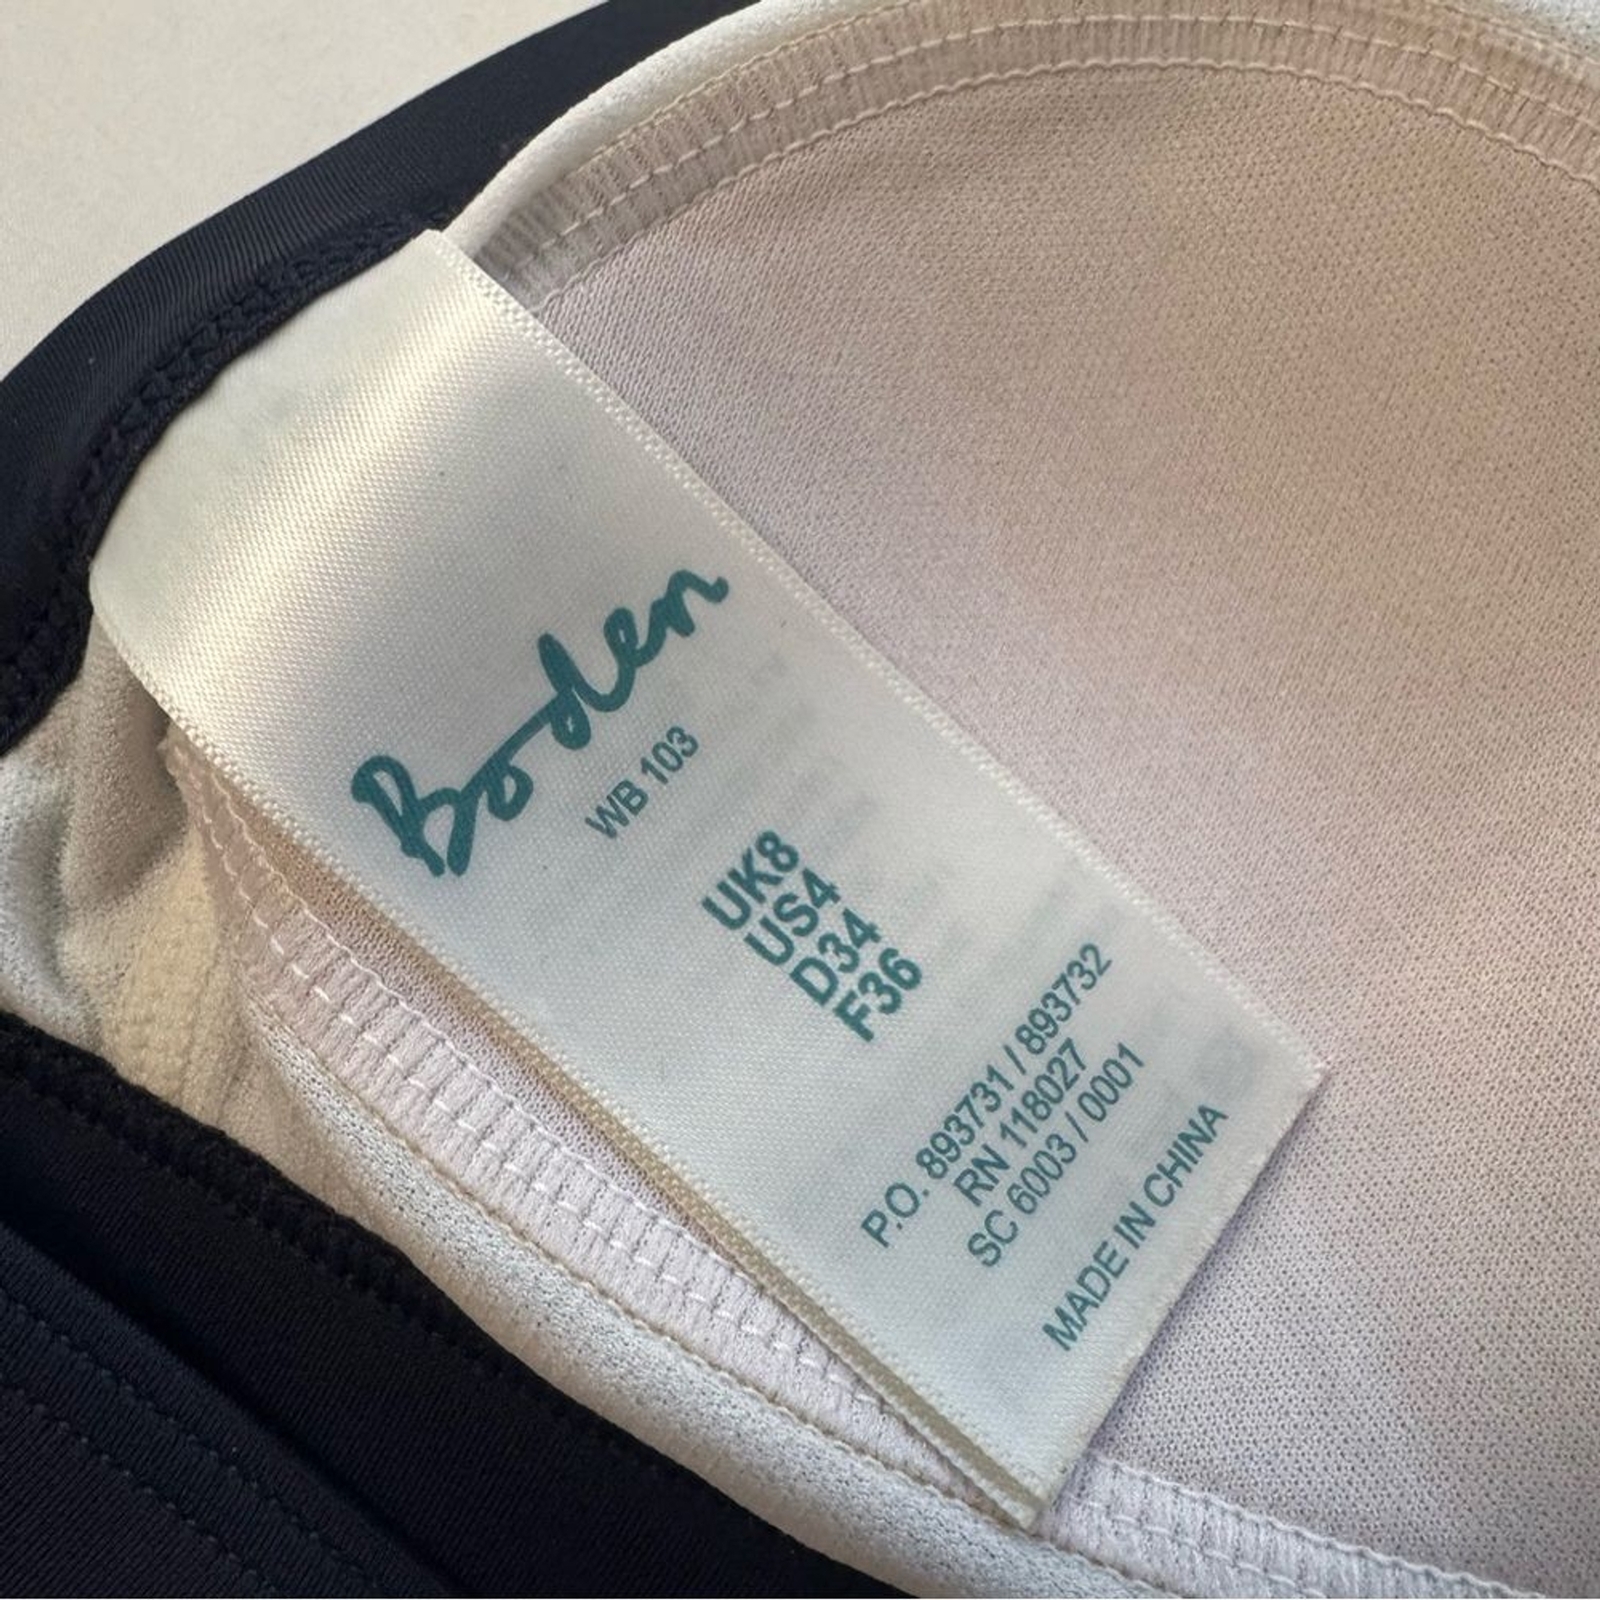 Boden
WB 103
UK8
US4
D34
F36
P.O. 893731 / 893732
RN 118027
SC 6003 / 0001
MADE IN CHINA